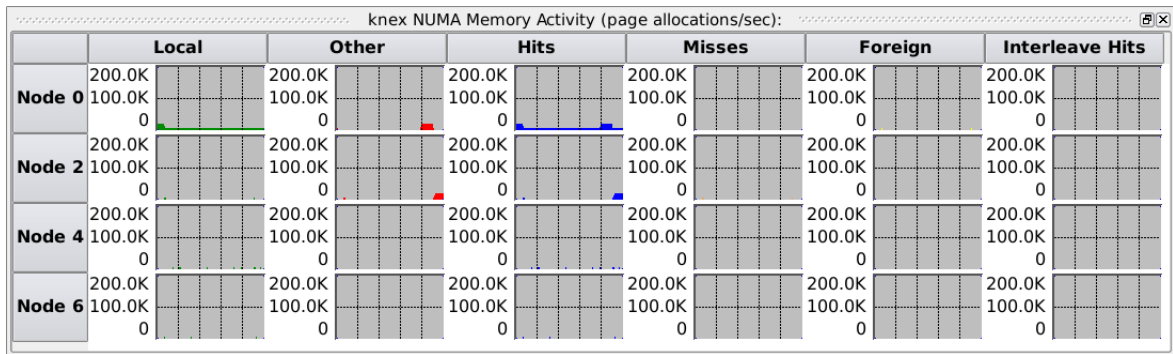 knex NUMA Memory Activity (page allocations/sec):
Local Other Hits Misses Foreign Interleave Hits
200.0K 200.0K 200.0K 200.0K 200.0K 200.0K
Node 0 100.0K 100.0K 100.0K 100.0K 100.0K 100.0K
0 0 0 0 0 0
200.0K 200.0K 200.0K 200.0K 200.0K 200.0K
Node 2 100.0K 100.0K 100.0K 100.0K 100.0K 100.0K
0 0 0 0 0 0
200.0K 200.0K 200.0K 200.0K 200.0K 200.0K
Node 4 100.0K 100.0K 100.0K 100.0K 100.0K 100.0K
0 0 0 0 0 0
200.0K 200.0K 200.0K 200.0K 200.0K 200.0K
Node 6 100.0K 100.0K 100.0K 100.0K 100.0K 100.0K
0 0 0 0 0 0